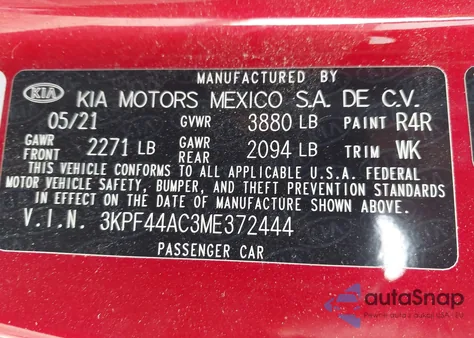 MANUFACTURED BY
KIA KIA MOTORS MEXICO S.A. DE C.V.
05/21 GVWR 3880 LB PAINT R4R
GAWR FRONT 2271 LB GAWR REAR 2094 LB TRIM WK
THIS VEHICLE CONFORMS TO ALL APPLICABLE U.S.A. FEDERAL
MOTOR VEHICLE SAFETY, BUMPER, AND THEFT PREVENTION STANDARDS
IN EFFECT ON THE DATE OF MANUFACTURE SHOWN ABOVE.
V.I.N. 3KPF44AC3ME372444
PASSENGER CAR
autoSnap